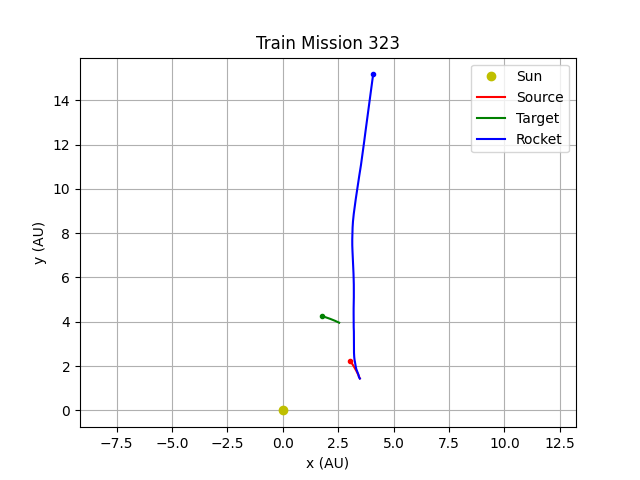 Train Mission 323
Sun
Source
Target
Rocket
14
12
10
8
6
4
2
0
y (AU)
−7.5 −5.0 −2.5 0.0 2.5 5.0 7.5 10.0 12.5
x (AU)